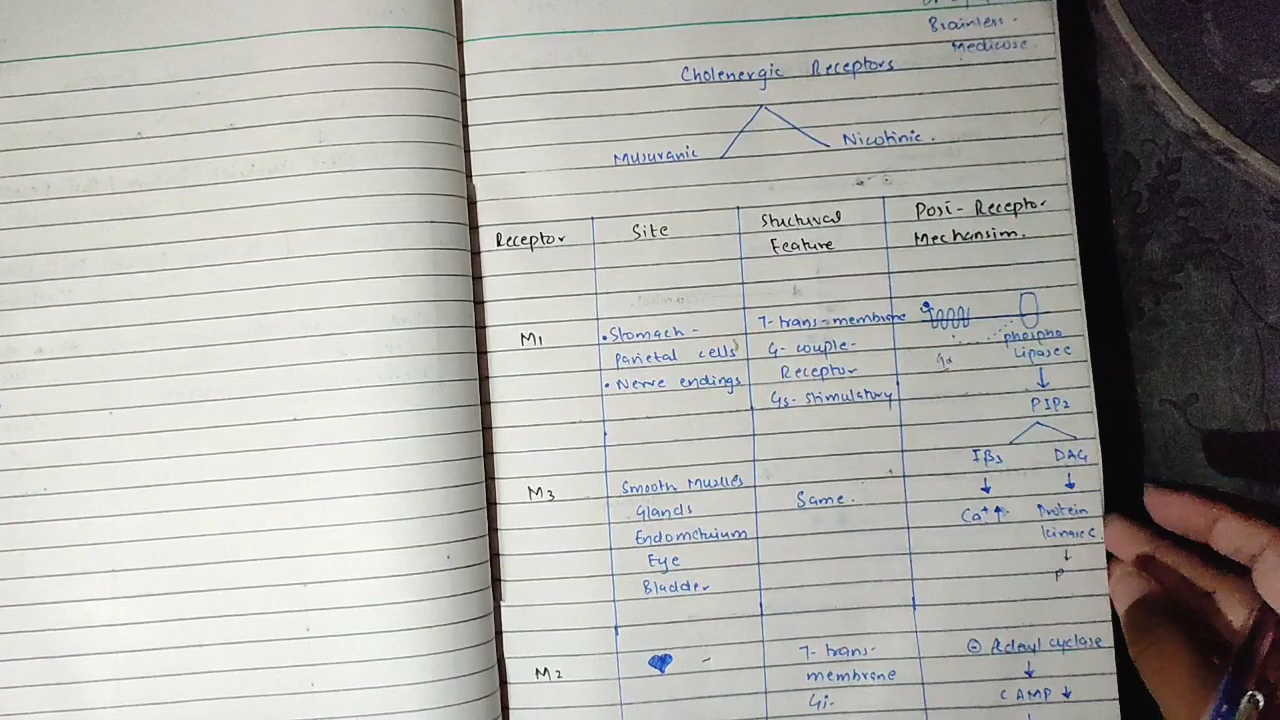 Brainless-
Medicose.
Cholenergic Receptors
Musuranic
Nicotinic.
Receptor
Site
Stuctural
Feature
Post-Receptor
Mechansim.
M1
•Stomach-
parietal cells
•Nerve endings
7-trans-membrane
G-couple-
Receptor
Gs-stimulatory
phospho
Lipase c
Gα
PIP2
IP3
DAG
Ca++↑
Protein
kinase c
P
M3
Smooth Muscles
Glands
Endometrium
Eye
Bladder
Same.
M2
7-trans-
membrane
Gi-
⊖ Adenyl cyclase
CAMP ↓